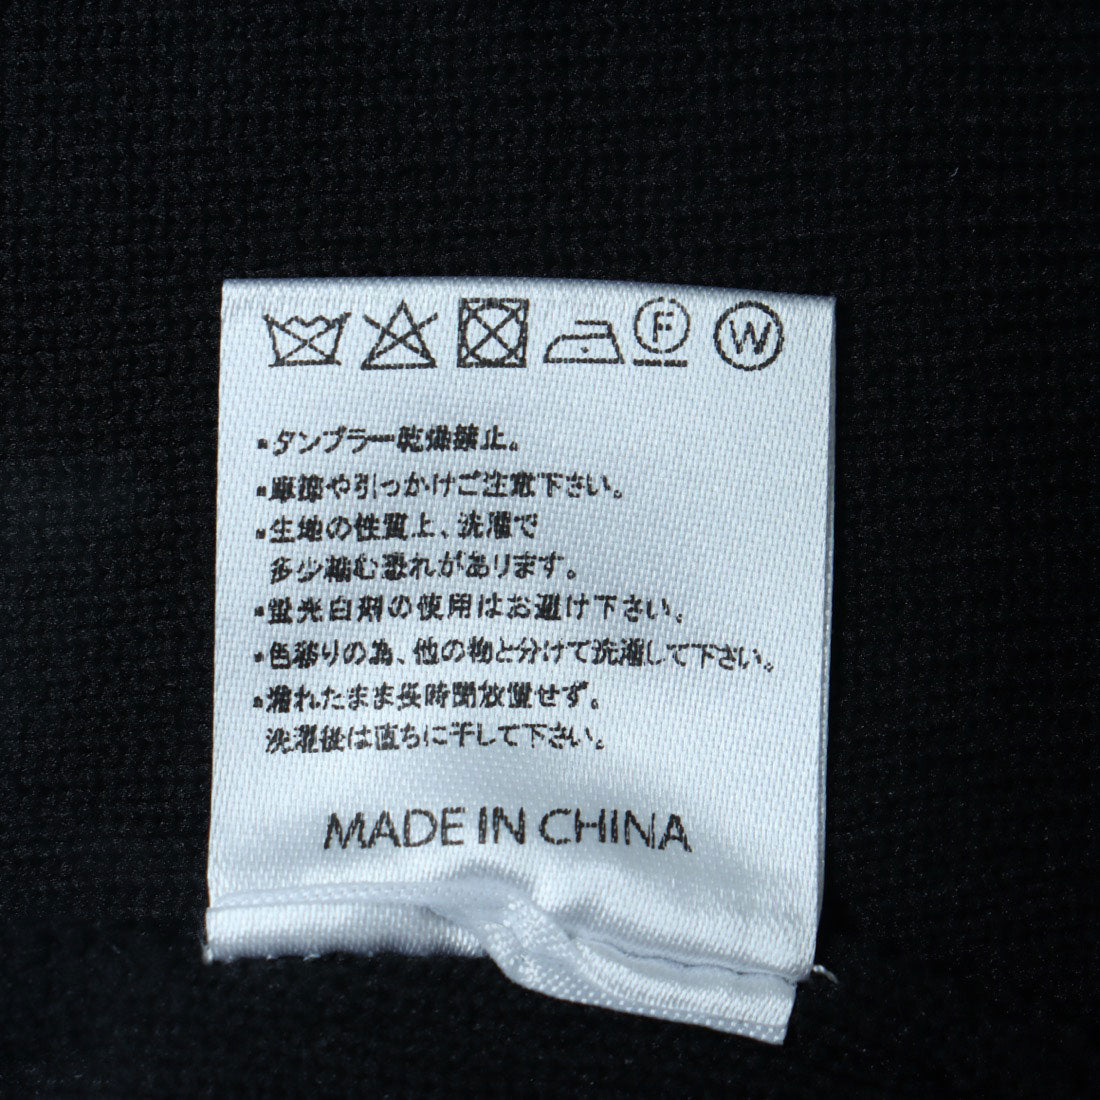 F W
・タンブラー乾燥禁止。
・摩擦や引っかけご注意下さい。
・生地の性質上、洗濯で
多少縮む恐れがあります。
・蛍光白剤の使用はお避け下さい。
・色移りの為、他の物と分けて洗濯して下さい。
・濡れたまま長時間放置せず。
洗濯後は直ちに干して下さい。
MADE IN CHINA